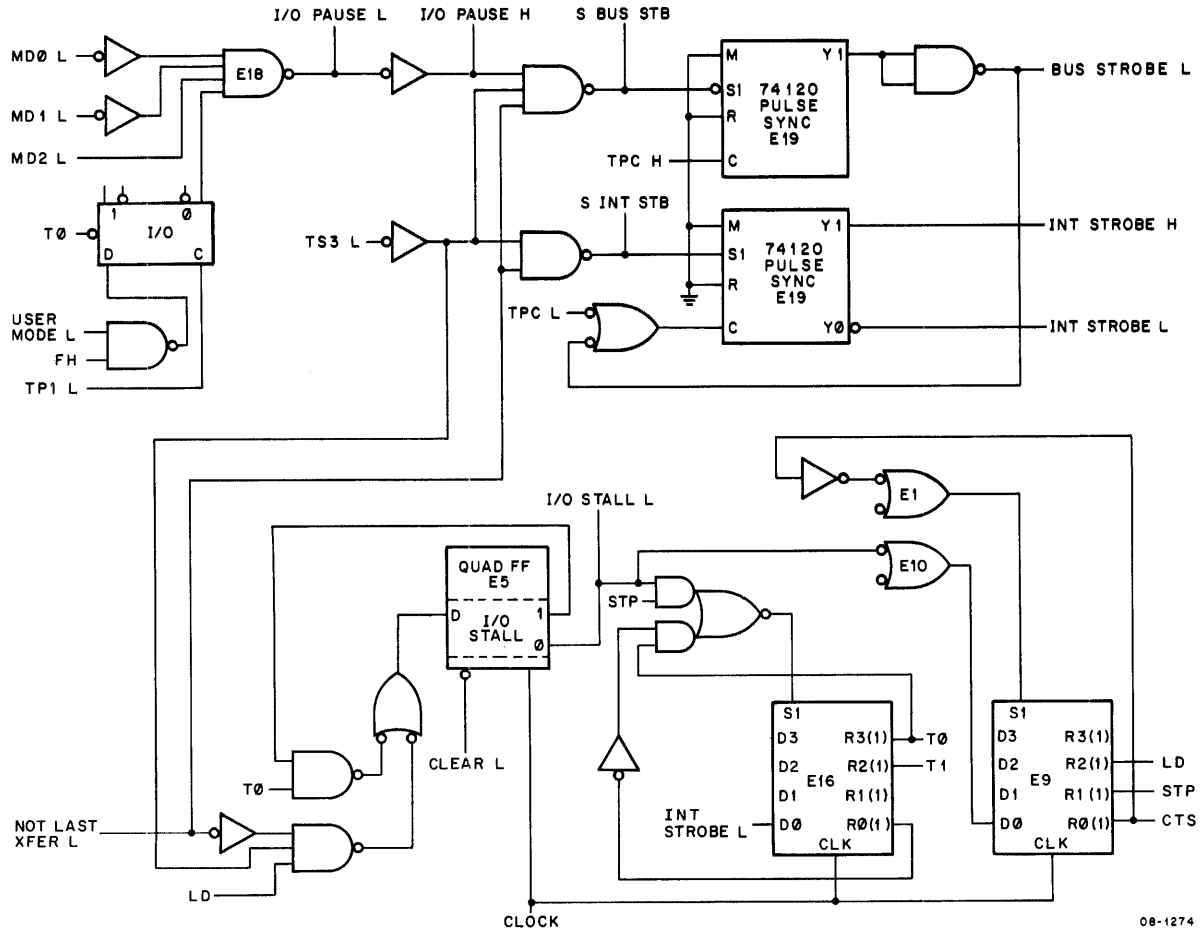 I/O PAUSE L
I/O PAUSE H
S BUS STB
MDØ L
E18
MD1 L
MD2 L
M
Y1
S1
74120
PULSE
SYNC
E19
R
C
TPC H
BUS STROBE L
1
Ø
I/O
D
C
TØ
USER
MODE L
FH
TP1 L
TS3 L
S INT STB
M
Y1
S1
74120
PULSE
SYNC
E19
R
C
YØ
TPC L
INT STROBE H
INT STROBE L
I/O STALL L
E1
E10
QUAD FF
E5
D
1
I/O
STALL
Ø
STP
CLEAR L
TØ
NOT LAST
XFER L
LD
CLOCK
S1
D3
R3(1)
TØ
D2
R2(1)
T1
E16
D1
R1(1)
INT
STROBE L
DØ
RØ(1)
CLK
S1
D3
R3(1)
D2
R2(1)
LD
E9
D1
R1(1)
STP
DØ
RØ(1)
CTS
CLK
08-1274